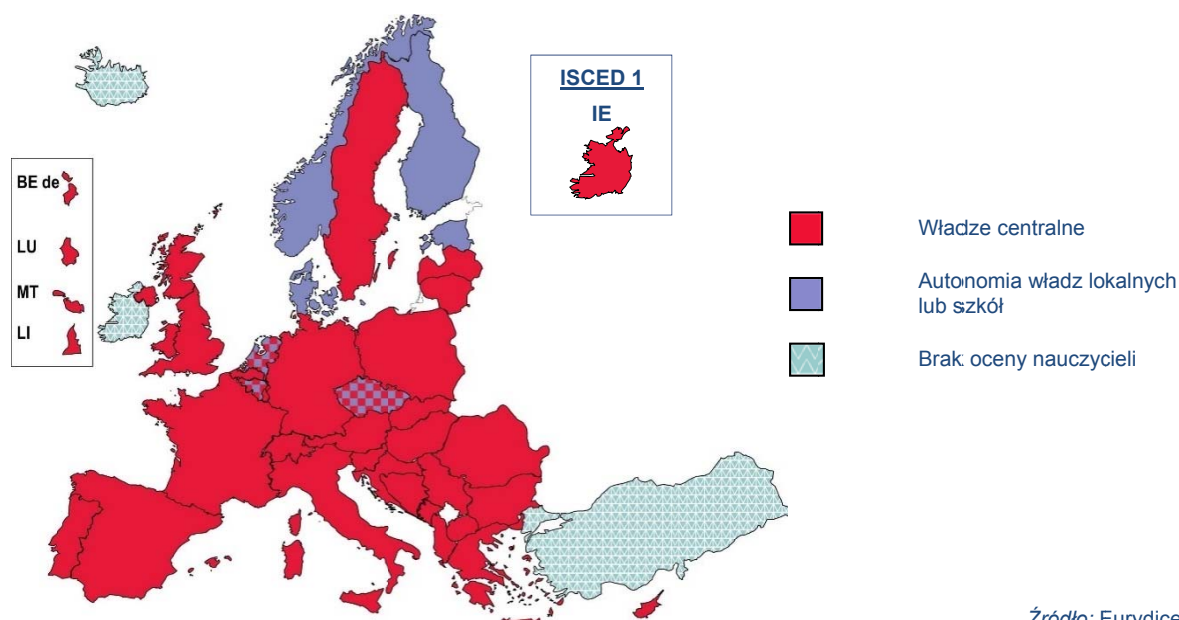 ISCED 1
IE
BE de
LU
MT
LI
Władze centralne
Autonomia władz lokalnych
lub szkół
Brak oceny nauczycieli
Źródło: Eurydice